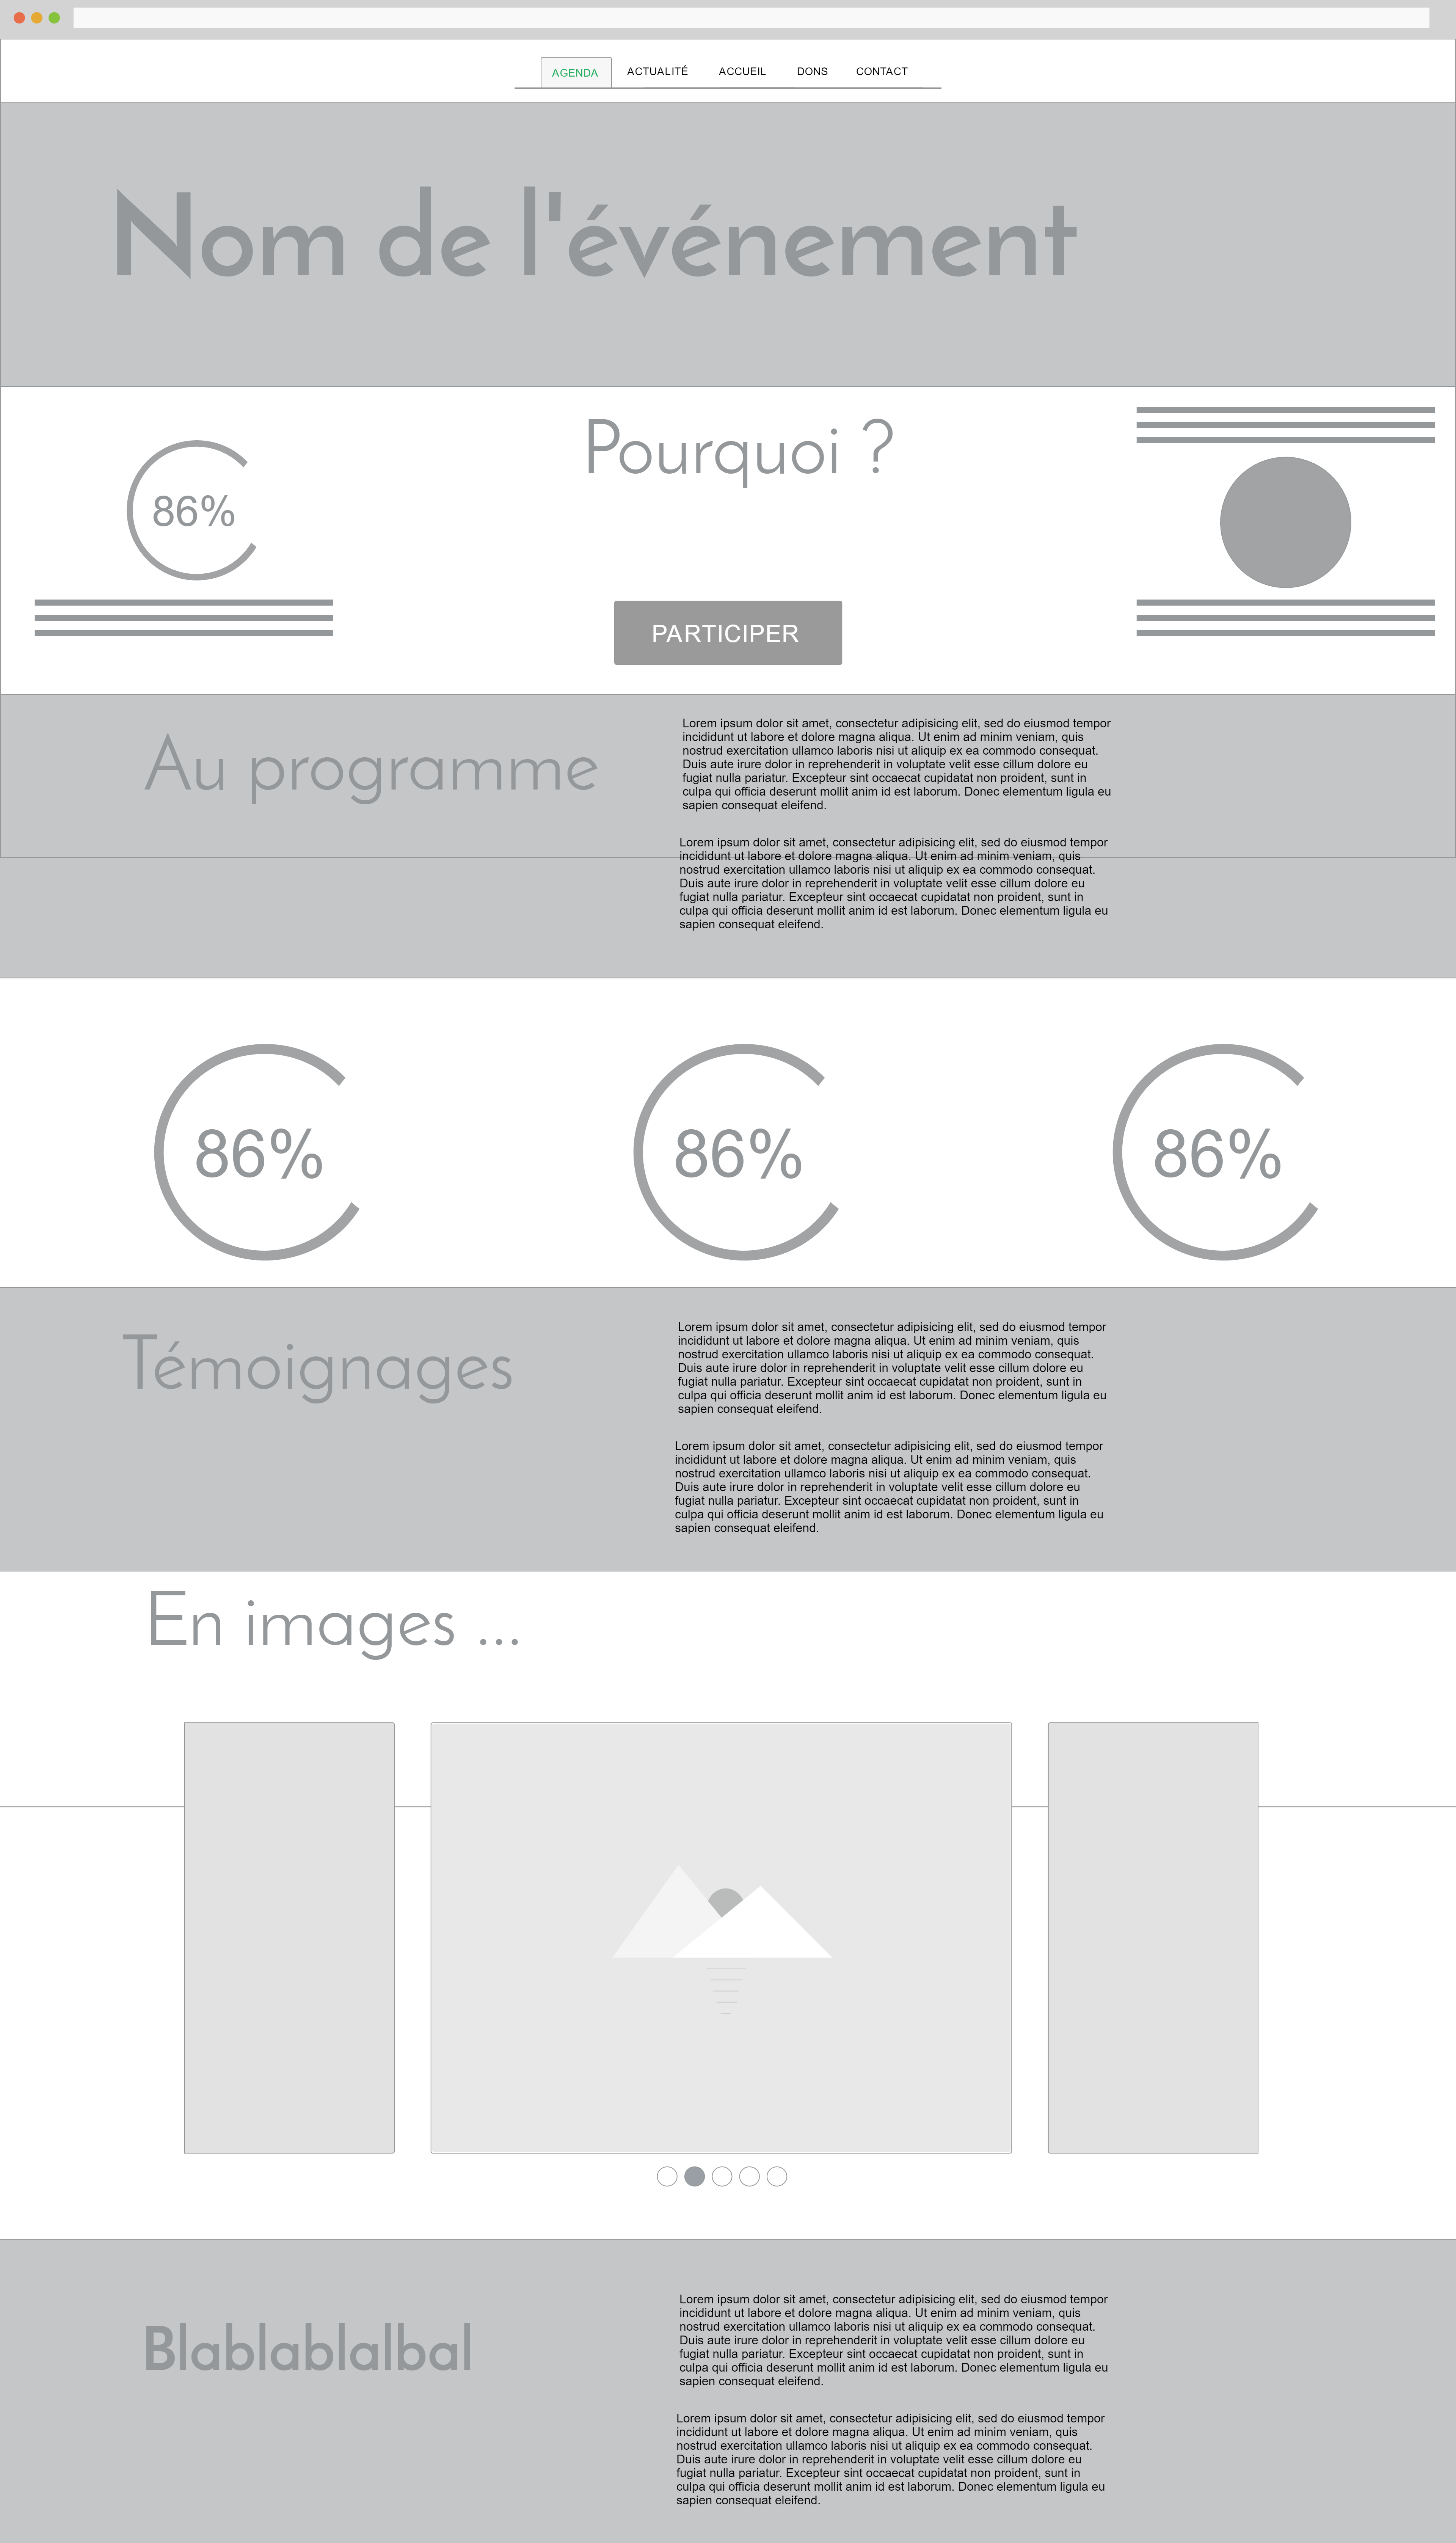 AGENDA ACTUALITÉ ACCUEIL DONS CONTACT
Nom de l'événement
Pourquoi ?
86%
PARTICIPER
Au programme
Lorem ipsum dolor sit amet, consectetur adipisicing elit, sed do eiusmod tempor
incididunt ut labore et dolore magna aliqua. Ut enim ad minim veniam, quis
nostrud exercitation ullamco laboris nisi ut aliquip ex ea commodo consequat.
Duis aute irure dolor in reprehenderit in voluptate velit esse cillum dolore eu
fugiat nulla pariatur. Excepteur sint occaecat cupidatat non proident, sunt in
culpa qui officia deserunt mollit anim id est laborum. Donec elementum ligula eu
sapien consequat eleifend.
Lorem ipsum dolor sit amet, consectetur adipisicing elit, sed do eiusmod tempor
incididunt ut labore et dolore magna aliqua. Ut enim ad minim veniam, quis
nostrud exercitation ullamco laboris nisi ut aliquip ex ea commodo consequat.
Duis aute irure dolor in reprehenderit in voluptate velit esse cillum dolore eu
fugiat nulla pariatur. Excepteur sint occaecat cupidatat non proident, sunt in
culpa qui officia deserunt mollit anim id est laborum. Donec elementum ligula eu
sapien consequat eleifend.
86% 86% 86%
Témoignages
Lorem ipsum dolor sit amet, consectetur adipisicing elit, sed do eiusmod tempor
incididunt ut labore et dolore magna aliqua. Ut enim ad minim veniam, quis
nostrud exercitation ullamco laboris nisi ut aliquip ex ea commodo consequat.
Duis aute irure dolor in reprehenderit in voluptate velit esse cillum dolore eu
fugiat nulla pariatur. Excepteur sint occaecat cupidatat non proident, sunt in
culpa qui officia deserunt mollit anim id est laborum. Donec elementum ligula eu
sapien consequat eleifend.
Lorem ipsum dolor sit amet, consectetur adipisicing elit, sed do eiusmod tempor
incididunt ut labore et dolore magna aliqua. Ut enim ad minim veniam, quis
nostrud exercitation ullamco laboris nisi ut aliquip ex ea commodo consequat.
Duis aute irure dolor in reprehenderit in voluptate velit esse cillum dolore eu
fugiat nulla pariatur. Excepteur sint occaecat cupidatat non proident, sunt in
culpa qui officia deserunt mollit anim id est laborum. Donec elementum ligula eu
sapien consequat eleifend.
En images ...
Blablablalbal
Lorem ipsum dolor sit amet, consectetur adipisicing elit, sed do eiusmod tempor
incididunt ut labore et dolore magna aliqua. Ut enim ad minim veniam, quis
nostrud exercitation ullamco laboris nisi ut aliquip ex ea commodo consequat.
Duis aute irure dolor in reprehenderit in voluptate velit esse cillum dolore eu
fugiat nulla pariatur. Excepteur sint occaecat cupidatat non proident, sunt in
culpa qui officia deserunt mollit anim id est laborum. Donec elementum ligula eu
sapien consequat eleifend.
Lorem ipsum dolor sit amet, consectetur adipisicing elit, sed do eiusmod tempor
incididunt ut labore et dolore magna aliqua. Ut enim ad minim veniam, quis
nostrud exercitation ullamco laboris nisi ut aliquip ex ea commodo consequat.
Duis aute irure dolor in reprehenderit in voluptate velit esse cillum dolore eu
fugiat nulla pariatur. Excepteur sint occaecat cupidatat non proident, sunt in
culpa qui officia deserunt mollit anim id est laborum. Donec elementum ligula eu
sapien consequat eleifend.